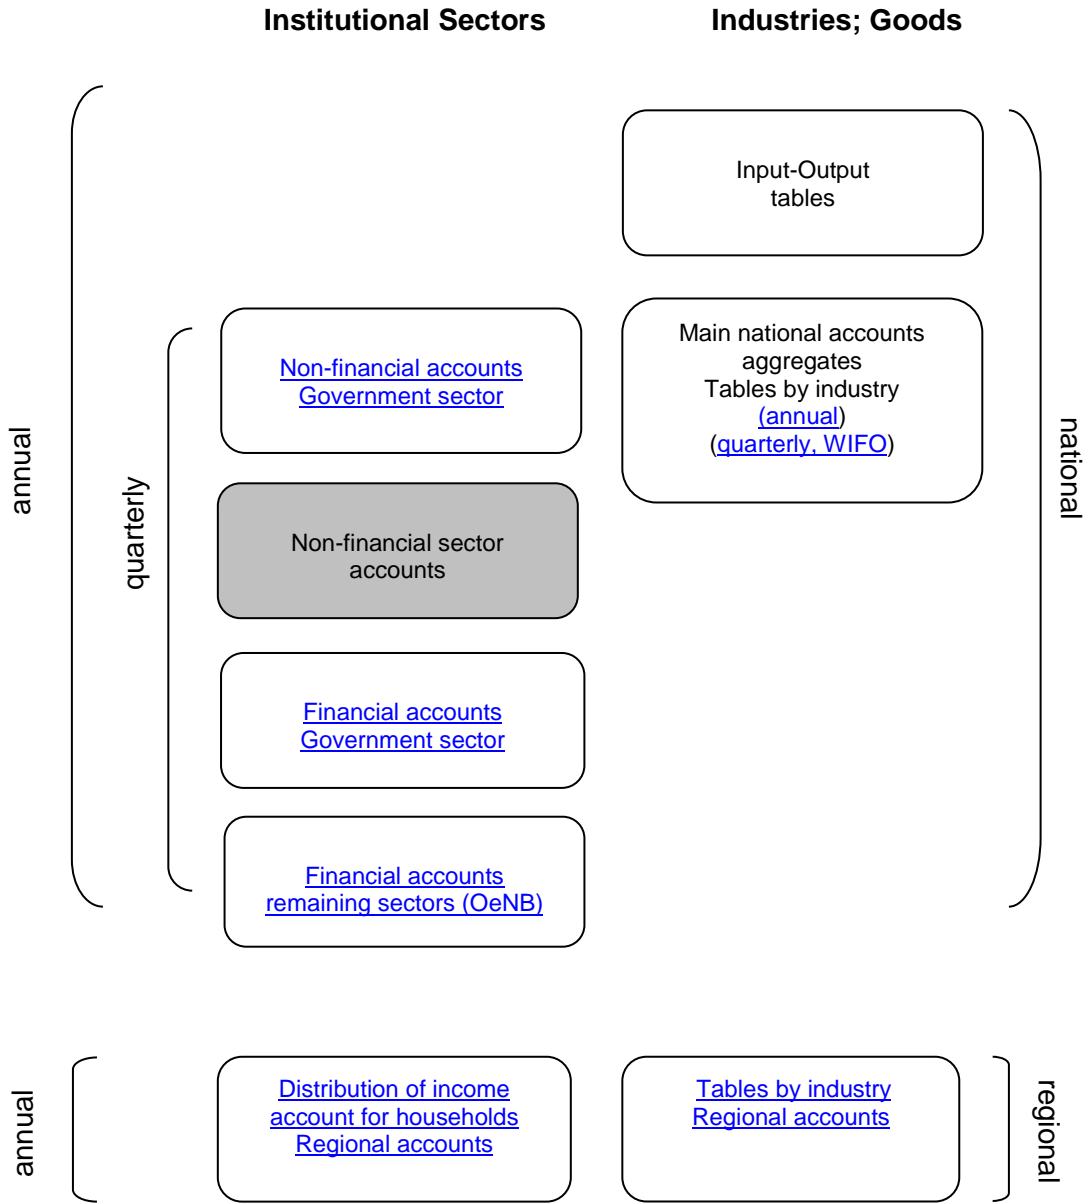 Institutional Sectors
Industries; Goods
annual
quarterly
Non-financial accounts
Government sector
Non-financial sector
accounts
Financial accounts
Government sector
Financial accounts
remaining sectors (OeNB)
Input-Output
tables
Main national accounts
aggregates
Tables by industry
(annual)
(quarterly, WIFO)
national
annual
Distribution of income
account for households
Regional accounts
Tables by industry
Regional accounts
regional